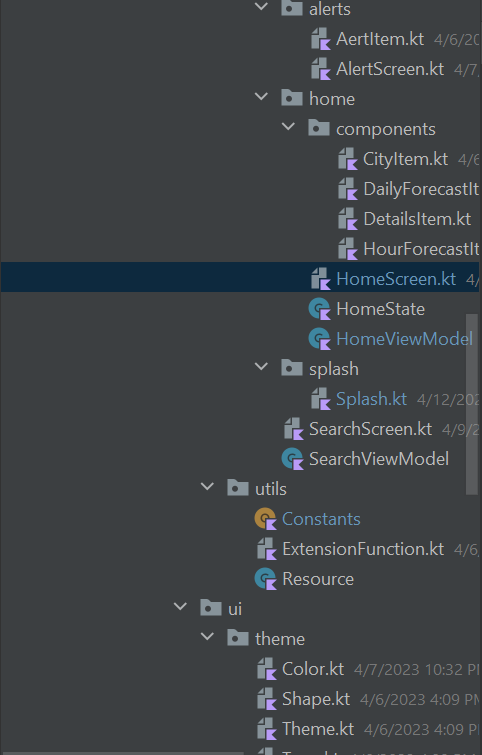 alerts
AertItem.kt 4/6/20
AlertScreen.kt 4/7,
home
components
CityItem.kt 4/6
DailyForecastIt
DetailsItem.kt
HourForecastIt
HomeScreen.kt 4/
HomeState
HomeViewModel
splash
Splash.kt 4/12/202
SearchScreen.kt 4/9/2
SearchViewModel
utils
Constants
ExtensionFunction.kt 4/6,
Resource
ui
theme
Color.kt 4/7/2023 10:32 PM
Shape.kt 4/6/2023 4:09 PM
Theme.kt 4/6/2023 4:09 PM